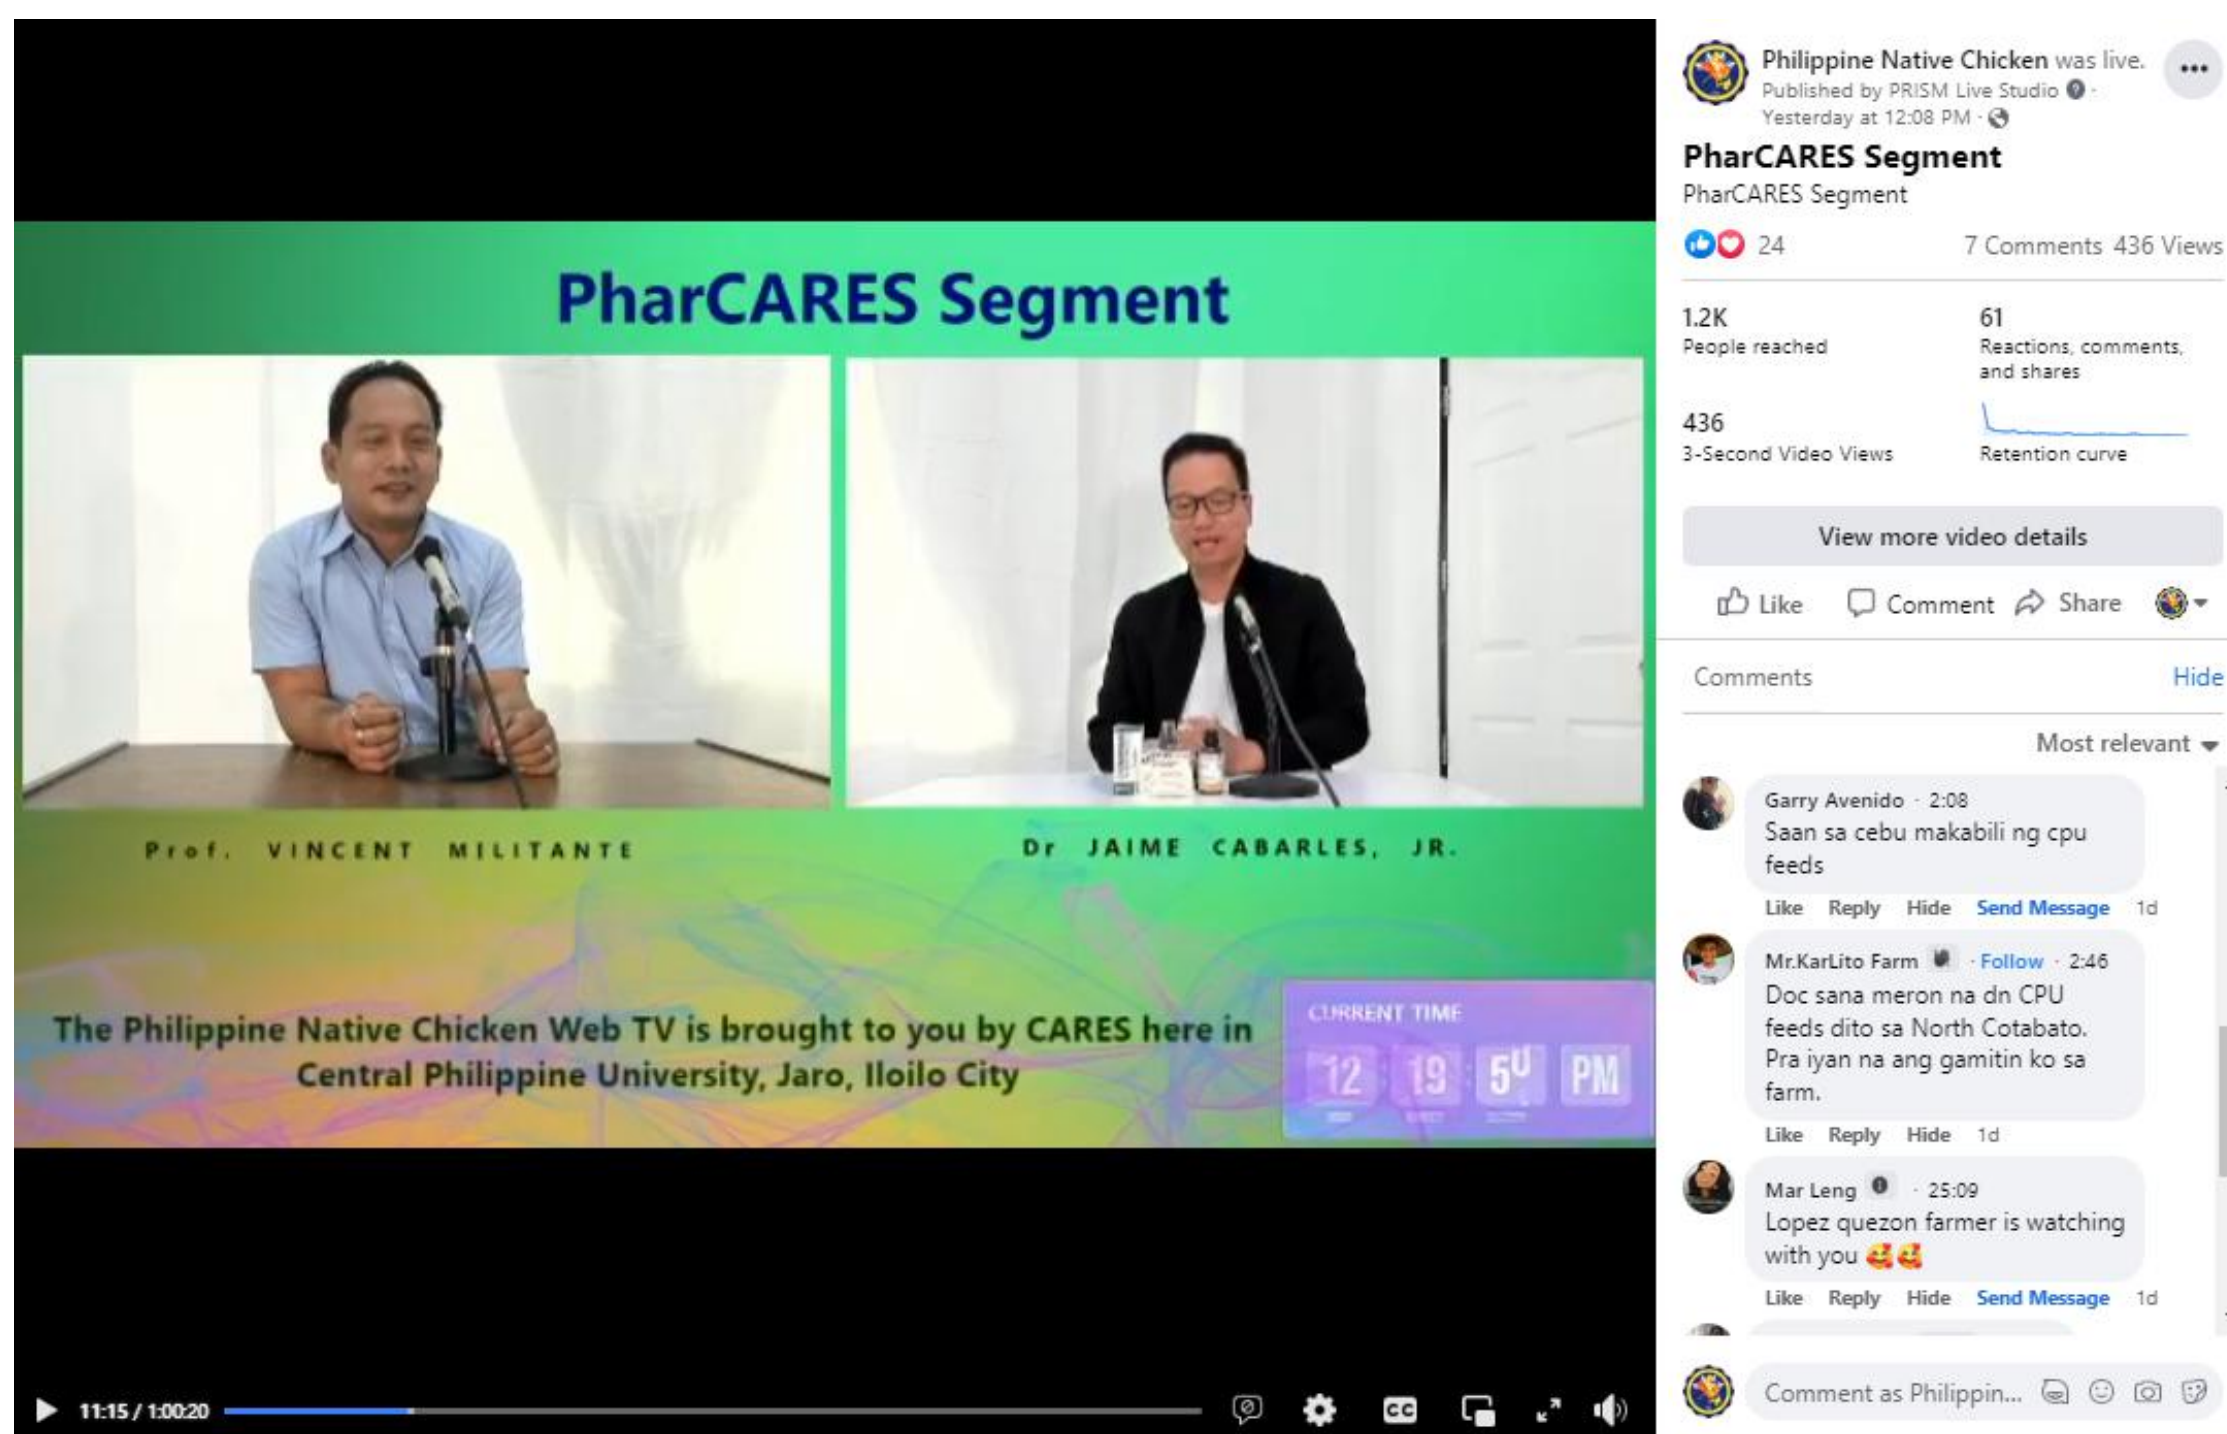 PharCARES Segment
Prof. VINCENT MILITANTE
Dr JAIME CABARLES, JR.
The Philippine Native Chicken Web TV is brought to you by CARES here in
Central Philippine University, Jaro, Iloilo City
CURRENT TIME
12 19 50 PM
11:15 / 1:00:20
CC
Philippine Native Chicken was live.
Published by PRISM Live Studio ·
Yesterday at 12:08 PM ·
PharCARES Segment
PharCARES Segment
24 7 Comments 436 Views
1.2K
People reached
61
Reactions, comments,
and shares
436
3-Second Video Views
Retention curve
View more video details
Like Comment Share
Comments Hide
Most relevant
Garry Avenido · 2:08
Saan sa cebu makabili ng cpu
feeds
Like Reply Hide Send Message 1d
Mr.KarLito Farm · Follow · 2:46
Doc sana meron na dn CPU
feeds dito sa North Cotabato.
Pra iyan na ang gamitin ko sa
farm.
Like Reply Hide 1d
Mar Leng · 25:09
Lopez quezon farmer is watching
with you 🥰🥰
Like Reply Hide Send Message 1d
Comment as Philippin...